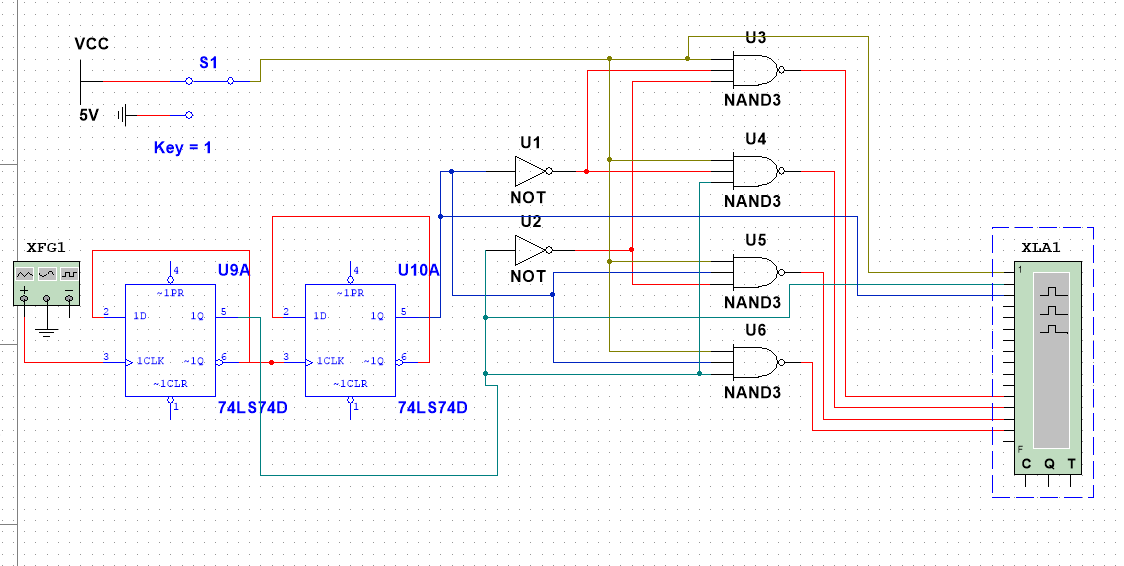 VCC
S1
5V
Key = 1
U3
NAND3
U1
NOT
U4
NAND3
U2
NOT
U5
NAND3
U6
NAND3
XFG1
+
−
U9A
4
~1PR
2
1D
1Q
5
3
1CLK
~1Q
6
~1CLR
1
74LS74D
U10A
4
~1PR
2
1D
1Q
5
3
1CLK
~1Q
6
~1CLR
1
74LS74D
XLA1
1
F
C Q T